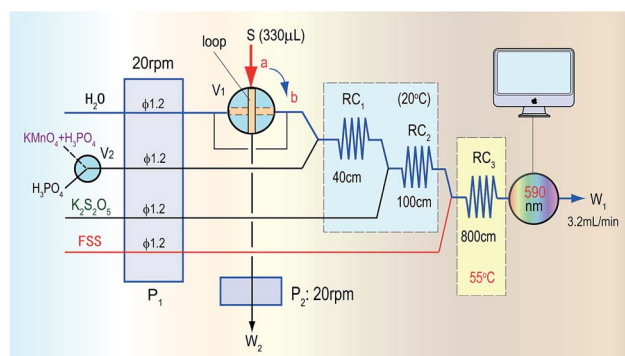 S (330μL)
loop
20rpm
a
V₁
b
H₂O
ϕ1.2
RC₁
(20°C)
RC₂
KMnO₄+H₃PO₄
V₂
ϕ1.2
RC₃
H₃PO₄
40cm
590
nm
W₁
K₂S₂O₅
ϕ1.2
100cm
3.2mL/min
FSS
ϕ1.2
800cm
55°C
P₁
P₂: 20rpm
W₂